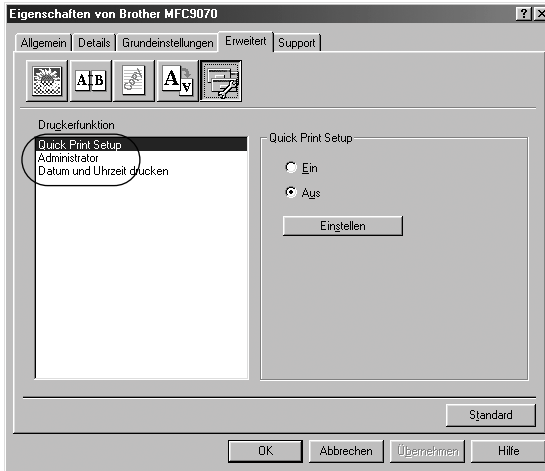 Eigenschaften von Brother MFC9070
Allgemein Details Grundeinstellungen Erweitert Support
A B Copy A v
Druckerfunktion
Quick Print Setup
Administrator
Datum und Uhrzeit drucken
Quick Print Setup
Ein
Aus
Einstellen
Standard
OK Abbrechen Übernehmen Hilfe